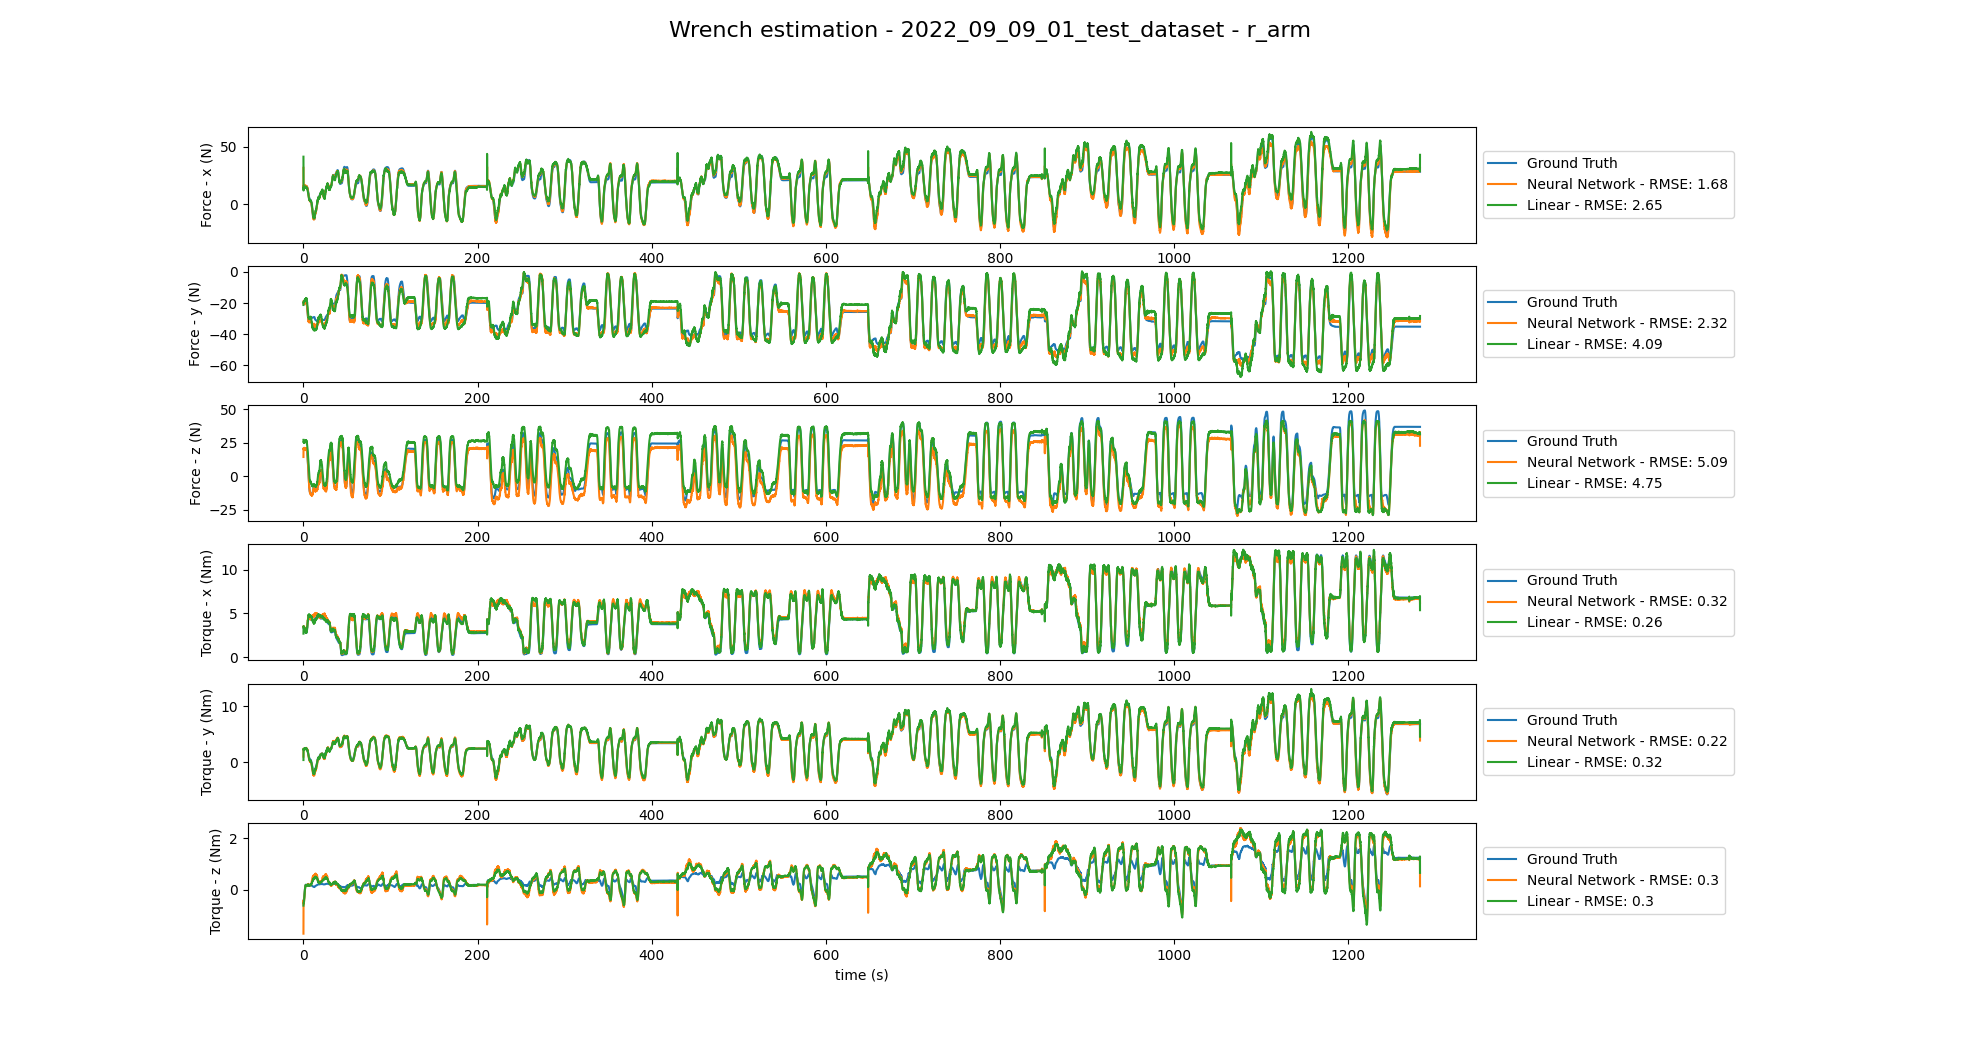 Wrench estimation - 2022_09_09_01_test_dataset - r_arm
Force - x (N)
50
0
0 200 400 600 800 1000 1200
Ground Truth
Neural Network - RMSE: 1.68
Linear - RMSE: 2.65
Force - y (N)
0
−20
−40
−60
0 200 400 600 800 1000 1200
Ground Truth
Neural Network - RMSE: 2.32
Linear - RMSE: 4.09
Force - z (N)
50
25
0
−25
0 200 400 600 800 1000 1200
Ground Truth
Neural Network - RMSE: 5.09
Linear - RMSE: 4.75
Torque - x (Nm)
10
5
0
0 200 400 600 800 1000 1200
Ground Truth
Neural Network - RMSE: 0.32
Linear - RMSE: 0.26
Torque - y (Nm)
10
0
0 200 400 600 800 1000 1200
Ground Truth
Neural Network - RMSE: 0.22
Linear - RMSE: 0.32
Torque - z (Nm)
2
0
0 200 400 600 800 1000 1200
time (s)
Ground Truth
Neural Network - RMSE: 0.3
Linear - RMSE: 0.3